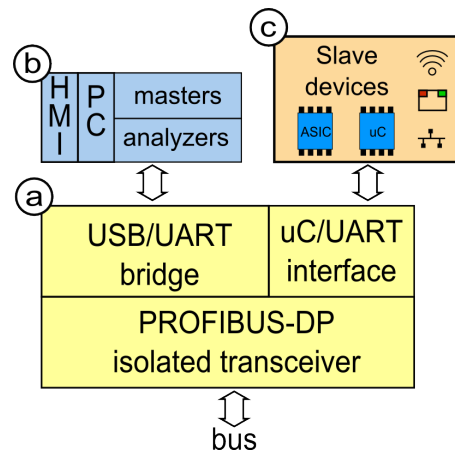 c
Slave
devices
ASIC
uC
b
HMI
PC
masters
analyzers
a
USB/UART
bridge
uC/UART
interface
PROFIBUS-DP
isolated transceiver
bus